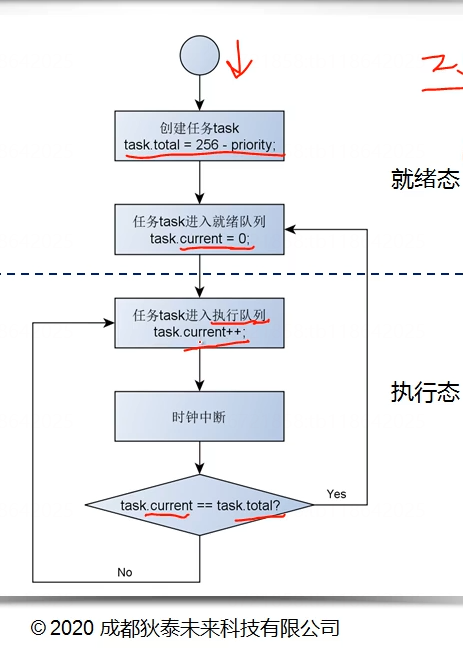 创建任务task
task.total = 256 - priority;
就绪态
任务task进入就绪队列
task.current = 0;
任务task进入执行队列
task.current++;
执行态
时钟中断
task.current == task.total?
Yes
No
© 2020 成都狄泰未来科技有限公司